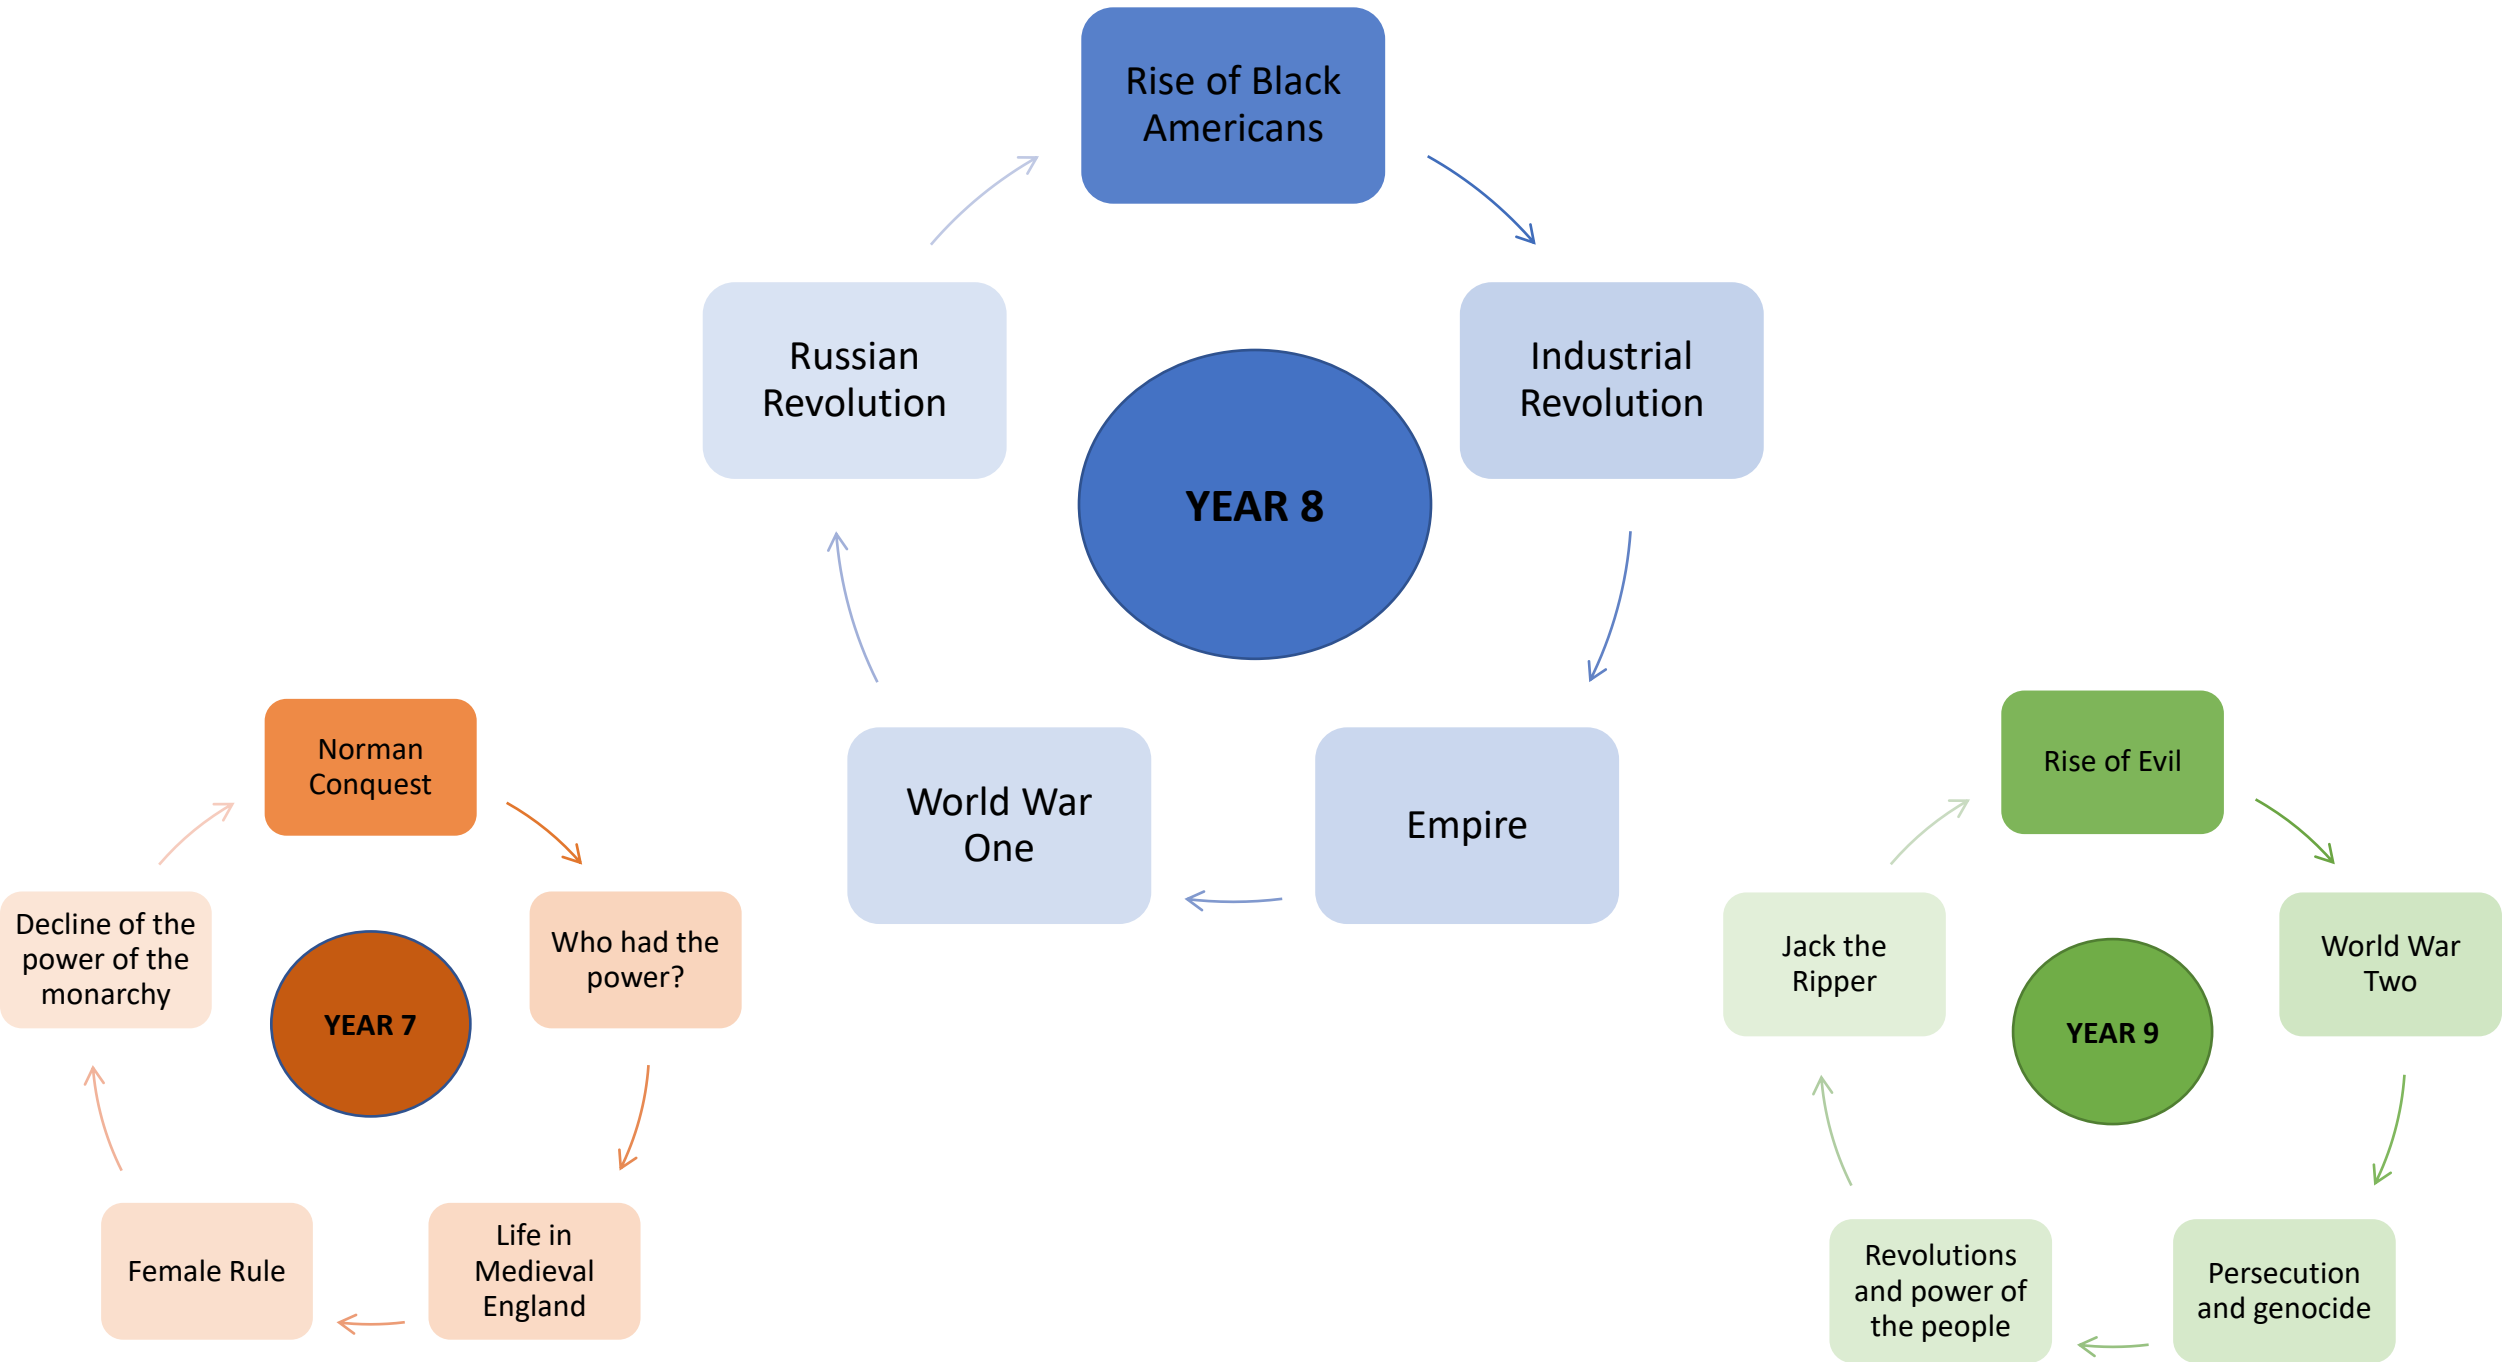 Rise of Black
Americans
Industrial
Revolution
Empire
World War
One
Russian
Revolution
YEAR 8
Norman
Conquest
Who had the
power?
Life in
Medieval
England
Female Rule
Decline of the
power of the
monarchy
YEAR 7
Rise of Evil
World War
Two
Persecution
and genocide
Revolutions
and power of
the people
Jack the
Ripper
YEAR 9